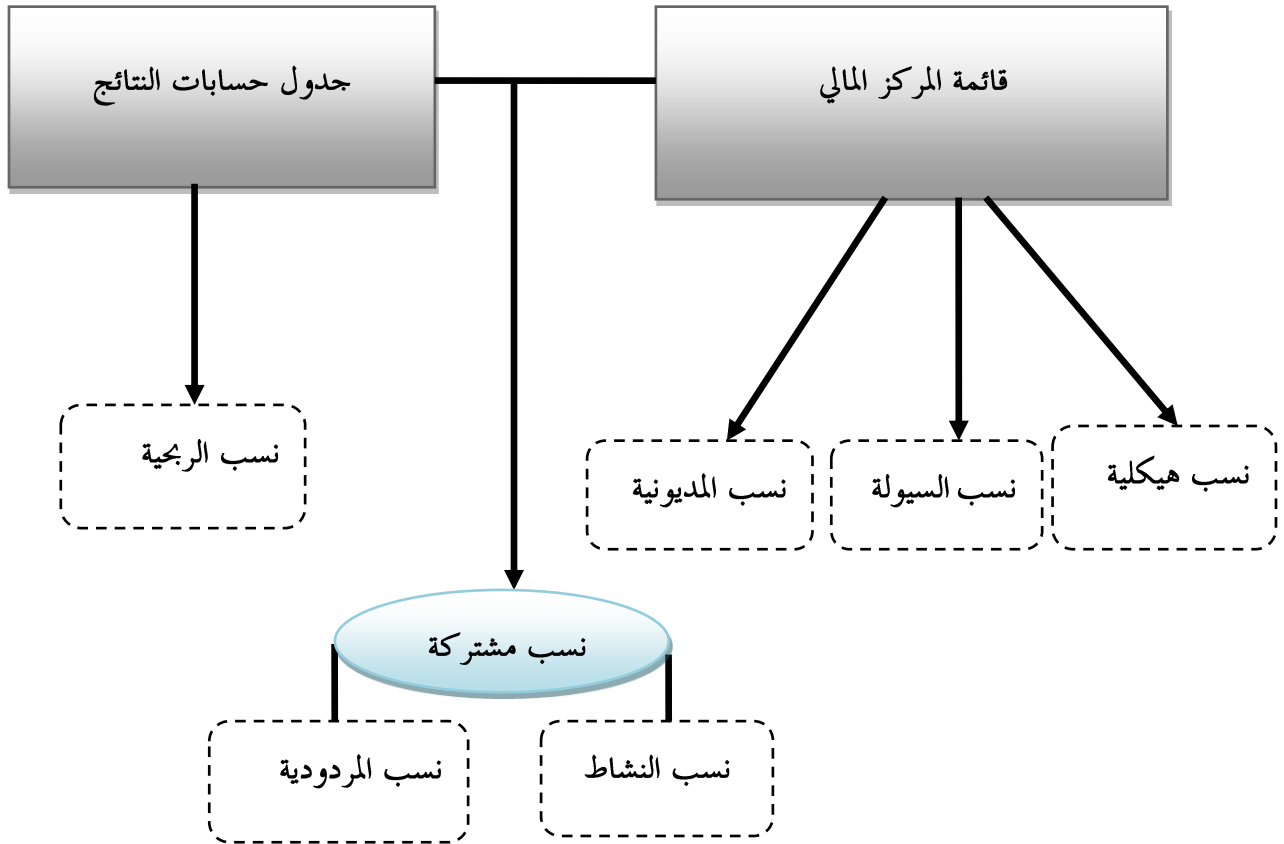 قائمة المركز المالي
جدول حسابات النتائج
نسب هيكلية
نسب السيولة
نسب المديونية
نسب الربحية
نسب مشتركة
نسب النشاط
نسب المردودية